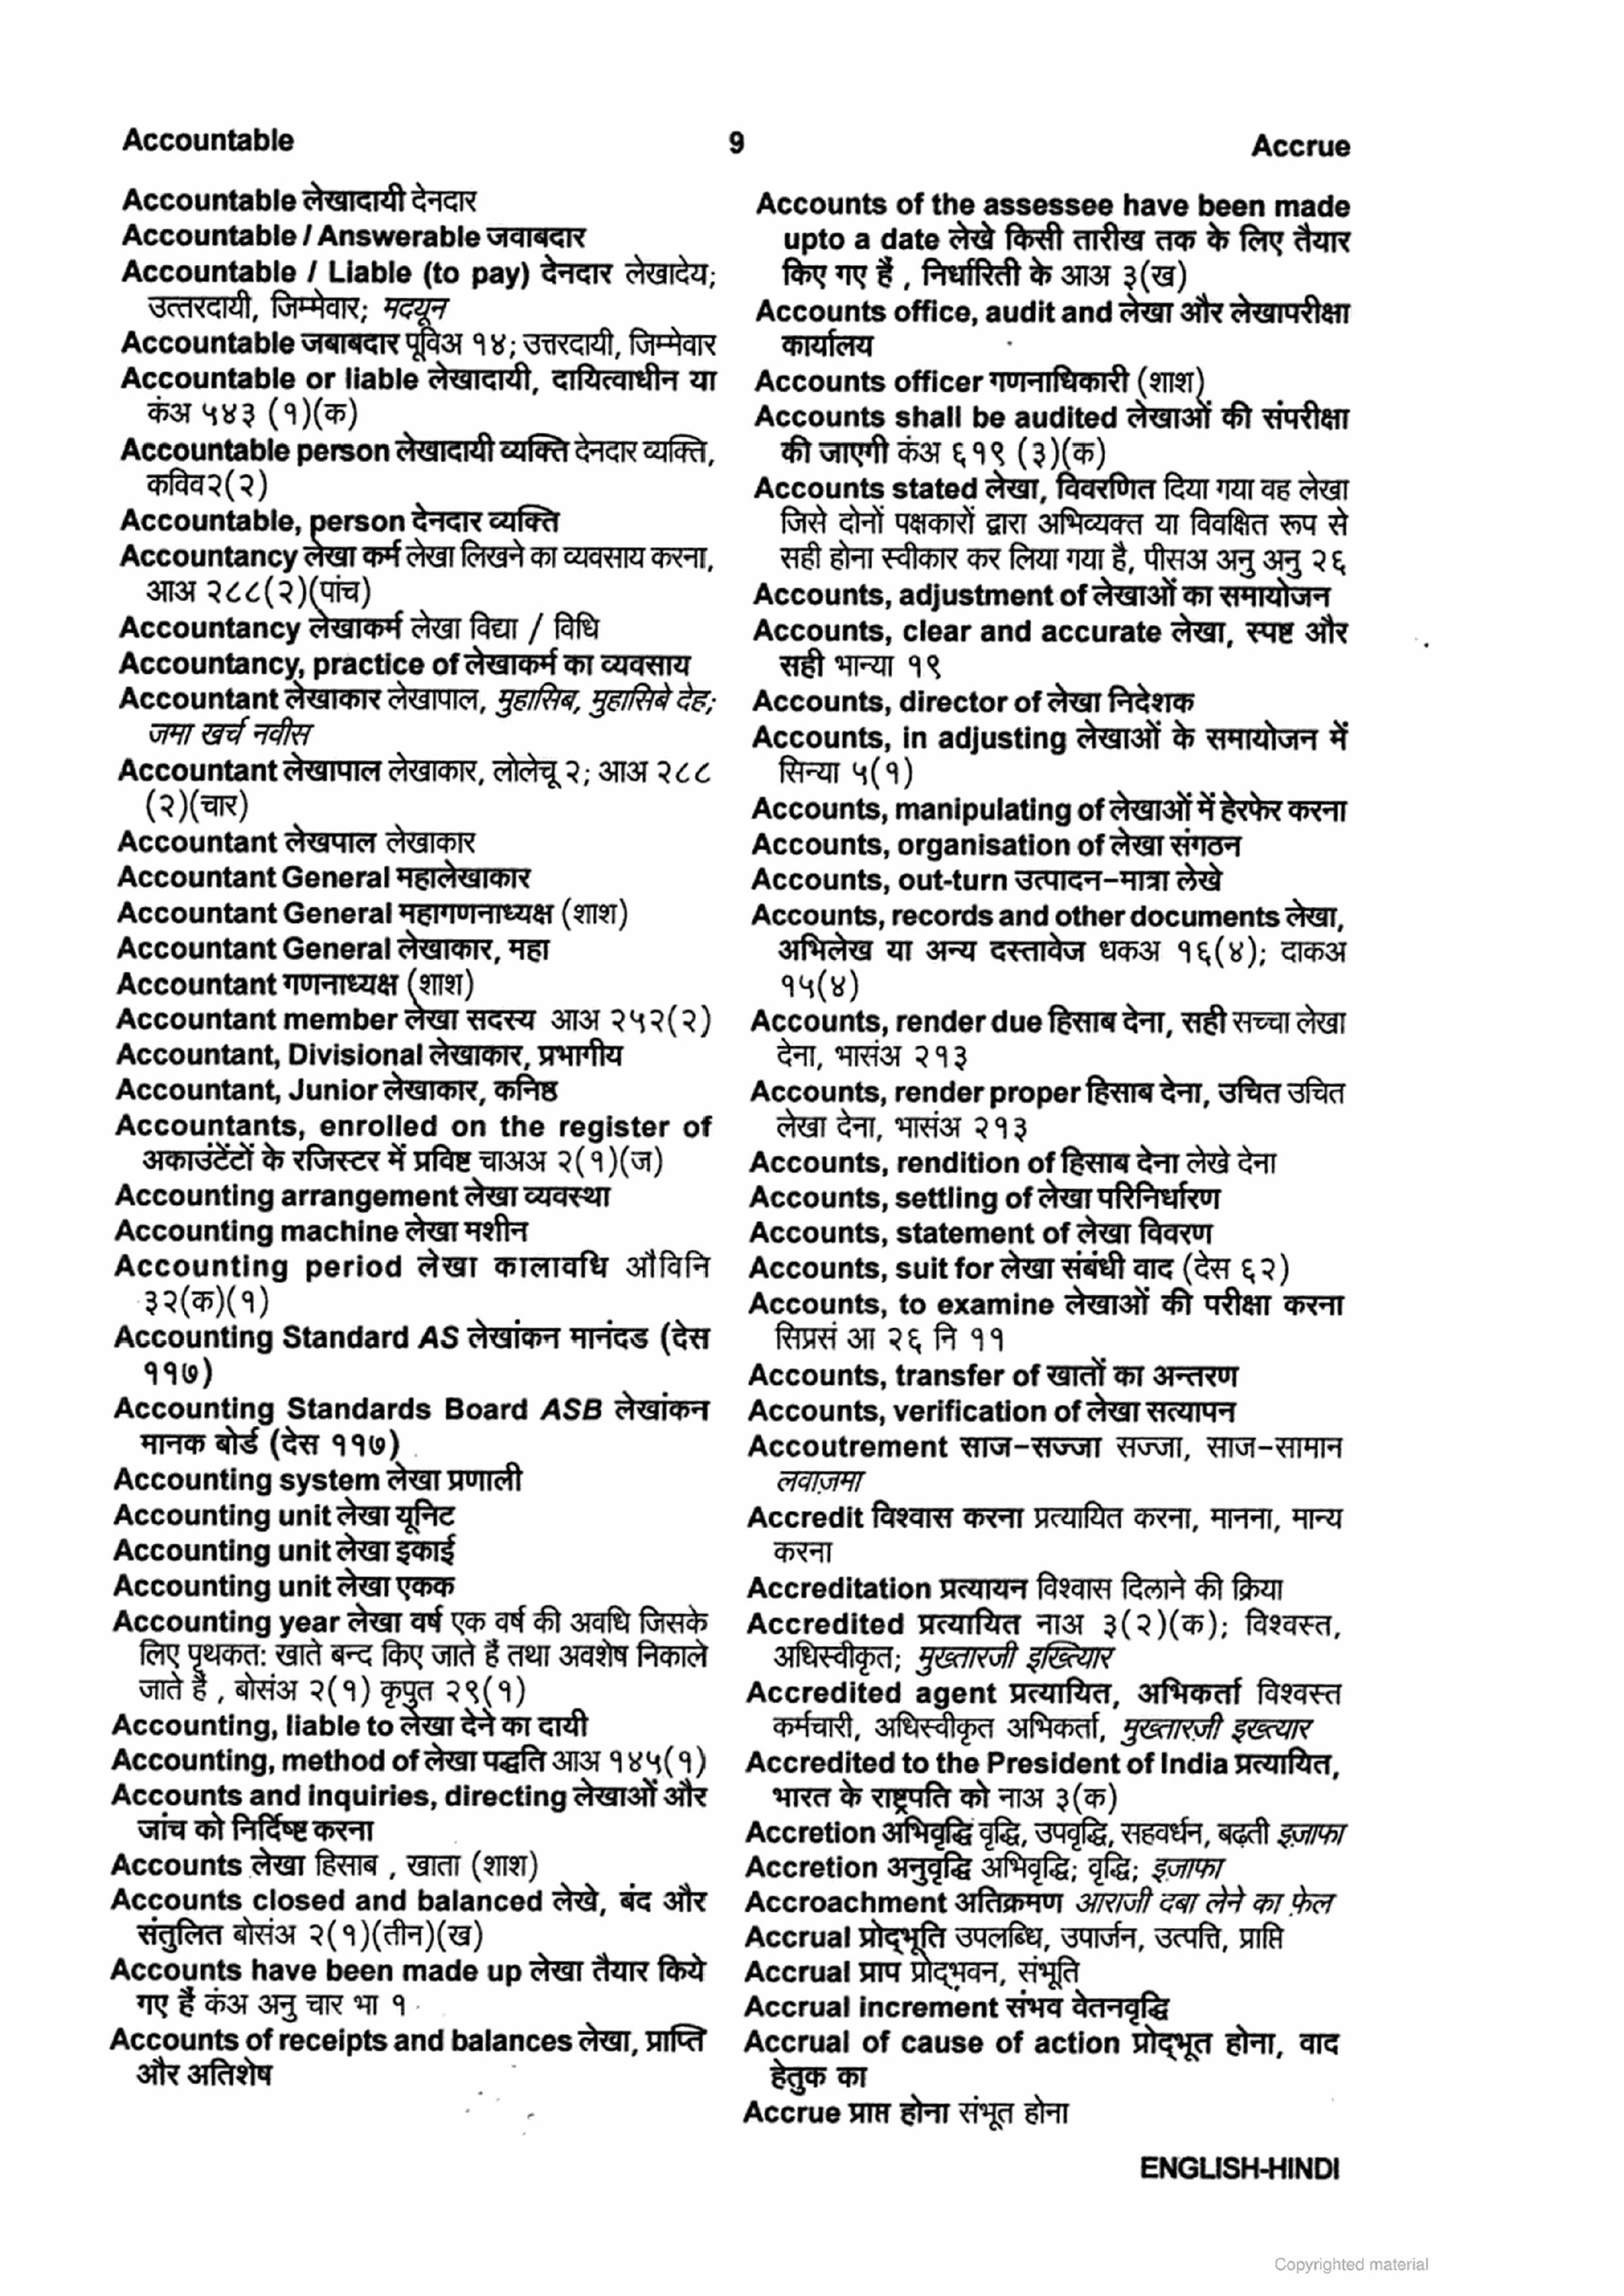 Accountable
9
Accrue
Accountable लेखादायी देनदार
Accountable / Answerable जवाबदार
Accountable / Liable (to pay) देनदार लेखादेय;
उत्तरदायी, जिम्मेवार; मदयून
Accountable जबाबदार पूविअ १४; उत्तरदायी, जिम्मेवार
Accountable or liable लेखादायी, दायित्वाधीन या
कंअ ५४३ (१)(क)
Accountable person लेखादायी व्यक्ति देनदार व्यक्ति,
कविव२(२)
Accountable, person देनदार व्यक्ति
Accountancy लेखा कर्म लेखा लिखने का व्यवसाय करना,
आअ २८८(२)(पांच)
Accountancy लेखाकर्म लेखा विद्या / विधि
Accountancy, practice of लेखाकर्म का व्यवसाय
Accountant लेखाकार लेखापाल, मुहासिब, मुहासिबे देह;
जमा खर्च नवीस
Accountant लेखापाल लेखाकार, लोलेचू २; आअ २८८
(२)(चार)
Accountant लेखपाल लेखाकार
Accountant General महालेखाकार
Accountant General महागणनाध्यक्ष (शाश)
Accountant General लेखाकार, महा
Accountant गणनाध्यक्ष (शाश)
Accountant member लेखा सदस्य आअ २५२(२)
Accountant, Divisional लेखाकार, प्रभागीय
Accountant, Junior लेखाकार, कनिष्ठ
Accountants, enrolled on the register of
अकाउंटेंटों के रजिस्टर में प्रविष्ट चाअअ २(१)(ज)
Accounting arrangement लेखा व्यवस्था
Accounting machine लेखा मशीन
Accounting period लेखा कालावधि औविनि
३२(क)(१)
Accounting Standard AS लेखांकन मानंदड (देस
११७)
Accounting Standards Board ASB लेखांकन
मानक बोर्ड (देस ११७)
Accounting system लेखा प्रणाली
Accounting unit लेखा यूनिट
Accounting unit लेखा इकाई
Accounting unit लेखा एकक
Accounting year लेखा वर्ष एक वर्ष की अवधि जिसके
लिए पृथकत: खाते बन्द किए जाते हैं तथा अवशेष निकाले
जाते हैं , बोसंअ २(१) कृपुत २९(१)
Accounting, liable to लेखा देने का दायी
Accounting, method of लेखा पद्धति आअ १४५(१)
Accounts and inquiries, directing लेखाओं और
जांच को निर्दिष्ट करना
Accounts लेखा हिसाब , खाता (शाश)
Accounts closed and balanced लेखे, बंद और
संतुलित बोसंअ २(१)(तीन)(ख)
Accounts have been made up लेखा तैयार किये
गए हैं कंअ अनु चार भा १
Accounts of receipts and balances लेखा, प्राप्ति
और अतिशेष
Accounts of the assessee have been made
upto a date लेखे किसी तारीख तक के लिए तैयार
किए गए हैं , निर्धारिती के आअ ३(ख)
Accounts office, audit and लेखा और लेखापरीक्षा
कार्यालय
Accounts officer गणनाधिकारी (शाश)
Accounts shall be audited लेखाओं की संपरीक्षा
की जाएगी कंअ ६१९ (३)(क)
Accounts stated लेखा, विवरणित दिया गया वह लेखा
जिसे दोनों पक्षकारों द्वारा अभिव्यक्त या विवक्षित रूप से
सही होना स्वीकार कर लिया गया है, पीसअ अनु अनु २६
Accounts, adjustment of लेखाओं का समायोजन
Accounts, clear and accurate लेखा, स्पष्ट और
सही भान्या १९
Accounts, director of लेखा निदेशक
Accounts, in adjusting लेखाओं के समायोजन में
सिन्या ५(१)
Accounts, manipulating of लेखाओं में हेरफेर करना
Accounts, organisation of लेखा संगठन
Accounts, out-turn उत्पादन-मात्रा लेखे
Accounts, records and other documents लेखा,
अभिलेख या अन्य दस्तावेज धकअ १६(४); दाकअ
१५(४)
Accounts, render due हिसाब देना, सही सच्चा लेखा
देना, भासंअ २१३
Accounts, render proper हिसाब देना, उचित उचित
लेखा देना, भासंअ २१३
Accounts, rendition of हिसाब देना लेखे देना
Accounts, settling of लेखा परिनिर्धारण
Accounts, statement of लेखा विवरण
Accounts, suit for लेखा संबंधी वाद (देस ६२)
Accounts, to examine लेखाओं की परीक्षा करना
सिप्रसं आ २६ नि ११
Accounts, transfer of खातों का अन्तरण
Accounts, verification of लेखा सत्यापन
Accoutrement साज-सज्जा सज्जा, साज-सामान
लवाज़मा
Accredit विश्वास करना प्रत्यायित करना, मानना, मान्य
करना
Accreditation प्रत्यायन विश्वास दिलाने की क्रिया
Accredited प्रत्यायित नाअ ३(२)(क); विश्वस्त,
अधिस्वीकृत; मुख्तारजी इख्तियार
Accredited agent प्रत्यायित, अभिकर्ता विश्वस्त
कर्मचारी, अधिस्वीकृत अभिकर्ता, मुख्तारज़ी इख्त्यार
Accredited to the President of India प्रत्यायित,
भारत के राष्ट्रपति को नाअ ३(क)
Accretion अभिवृद्धि वृद्धि, उपवृद्धि, सहवर्धन, बढ़ती इज़ाफा
Accretion अनुवृद्धि अभिवृद्धि; वृद्धि; इज़ाफा
Accroachment अतिक्रमण आराजी दबा लेने का फ़ेल
Accrual प्रोद्भूति उपलब्धि, उपार्जन, उत्पत्ति, प्राप्ति
Accrual प्राप प्रोद्भवन, संभूति
Accrual increment संभव वेतनवृद्धि
Accrual of cause of action प्रोद्भूत होना, वाद
हेतुक का
Accrue प्राप्त होना संभूत होना
ENGLISH-HINDI
Copyrighted material